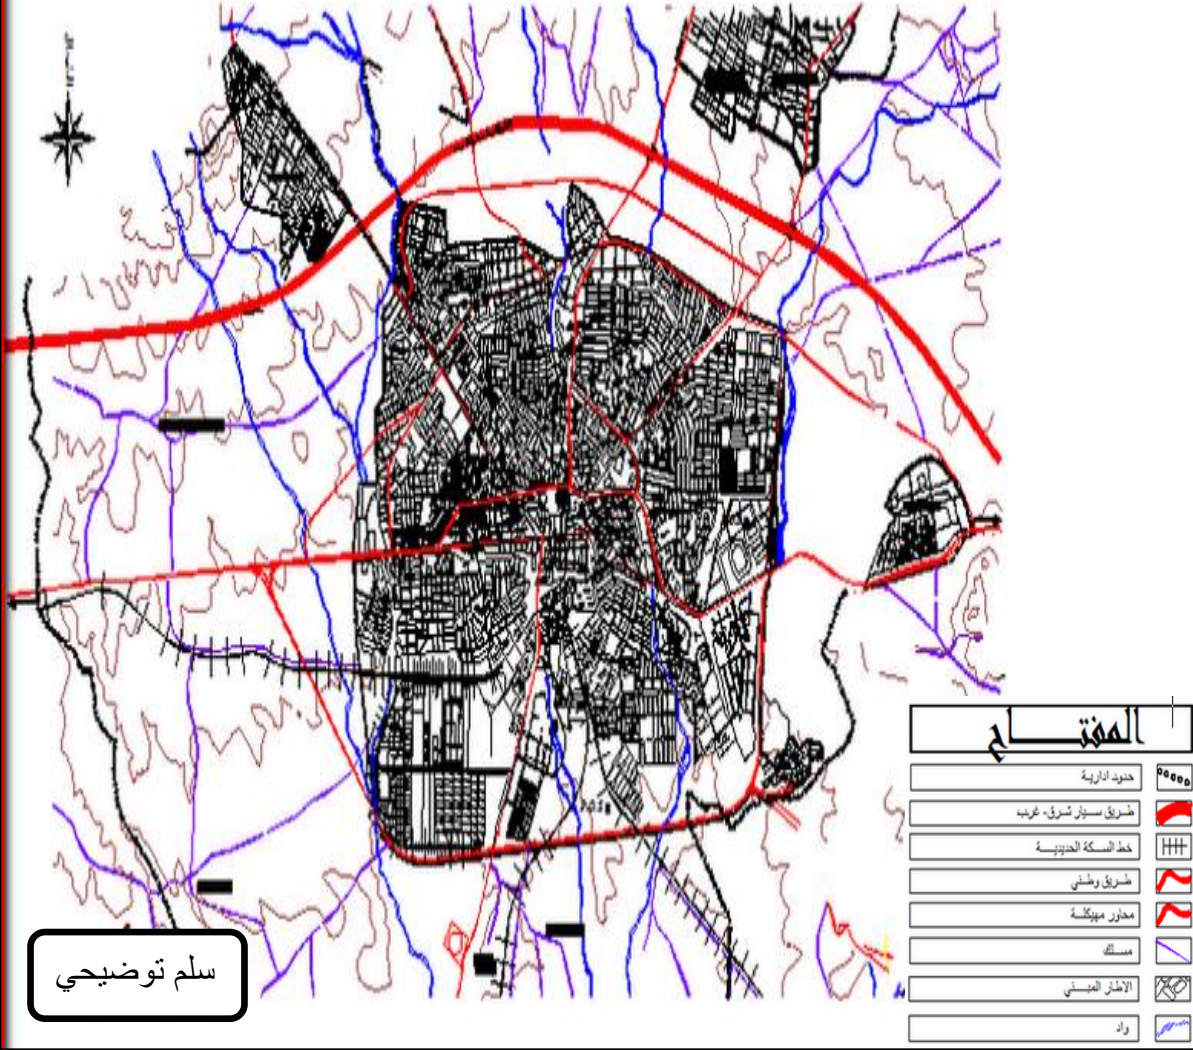 المفتاح
حدود ادارية
طريق سيار شرق- غرب
خط السكة الحديدية
طريق وطني
محاور مهيكلة
مسلك
الاطار المبني
واد
سلم توضيحي